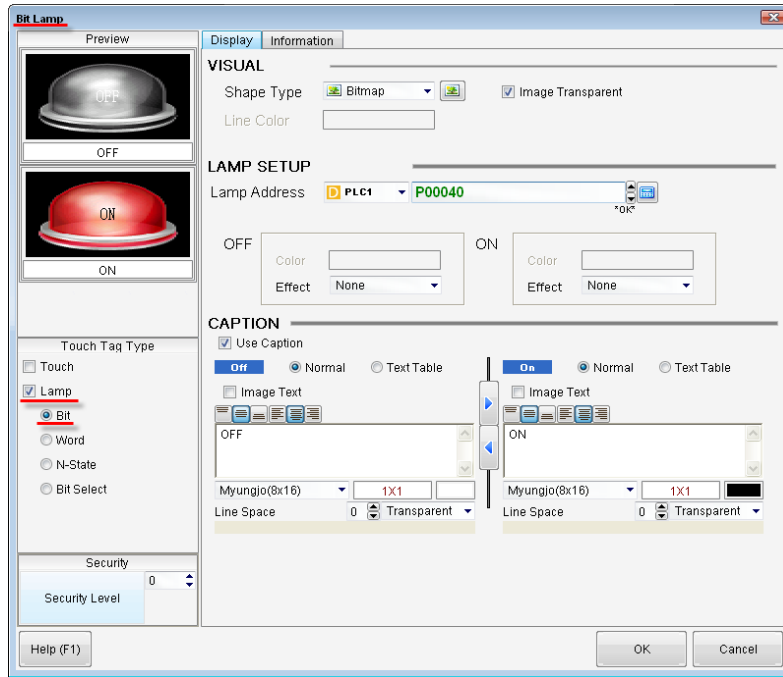 Bit Lamp
Preview
OFF
OFF
ON
ON
Touch Tag Type
Touch
Lamp
Bit
Word
N-State
Bit Select
Security
0
Security Level
Display Information
VISUAL
Shape Type Bitmap Image Transparent
Line Color
LAMP SETUP
Lamp Address D PLC1 P00040
*OK*
OFF
Color
Effect None
ON
Color
Effect None
CAPTION
Use Caption
Off Normal Text Table
Image Text
OFF
Myungjo(8x16) 1X1
Line Space 0 Transparent
On Normal Text Table
Image Text
ON
Myungjo(8x16) 1X1
Line Space 0 Transparent
Help (F1) OK Cancel